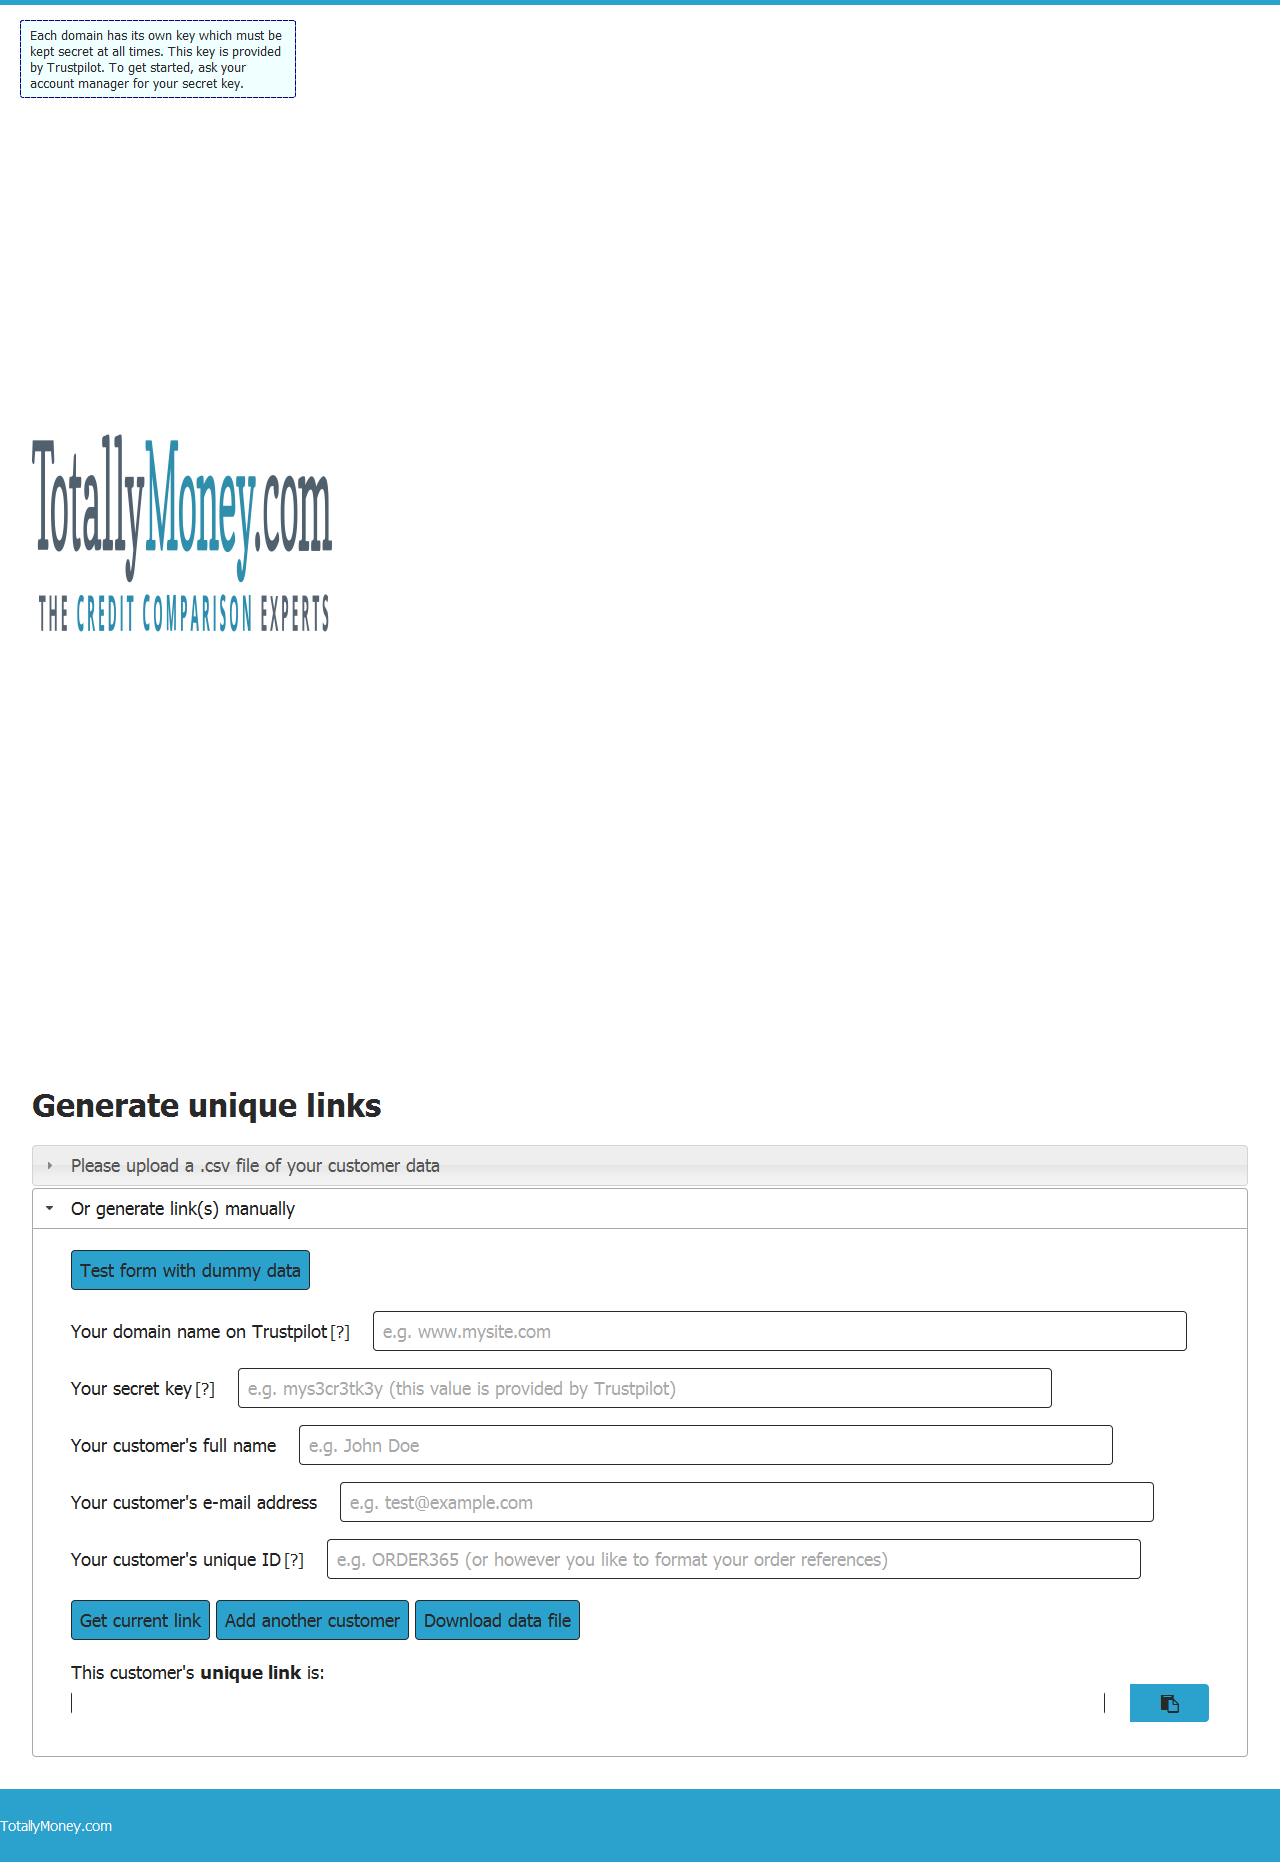 Each domain has its own key which must be
kept secret at all times. This key is provided
by Trustpilot. To get started, ask your
account manager for your secret key.
TotallyMoney.com
THE CREDIT COMPARISON EXPERTS
Generate unique links
Please upload a .csv file of your customer data
Or generate link(s) manually
Test form with dummy data
Your domain name on Trustpilot [?] e.g. www.mysite.com
Your secret key [?] e.g. mys3cr3tk3y (this value is provided by Trustpilot)
Your customer's full name e.g. John Doe
Your customer's e-mail address e.g. test@example.com
Your customer's unique ID [?] e.g. ORDER365 (or however you like to format your order references)
Get current link Add another customer Download data file
This customer's unique link is:
TotallyMoney.com